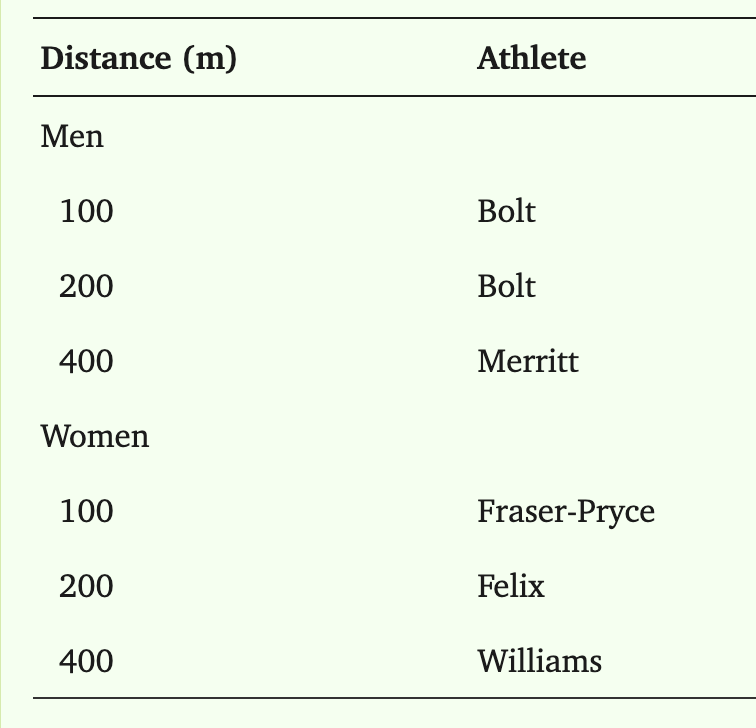 Distance (m) Athlete
Men
100 Bolt
200 Bolt
400 Merritt
Women
100 Fraser-Pryce
200 Felix
400 Williams